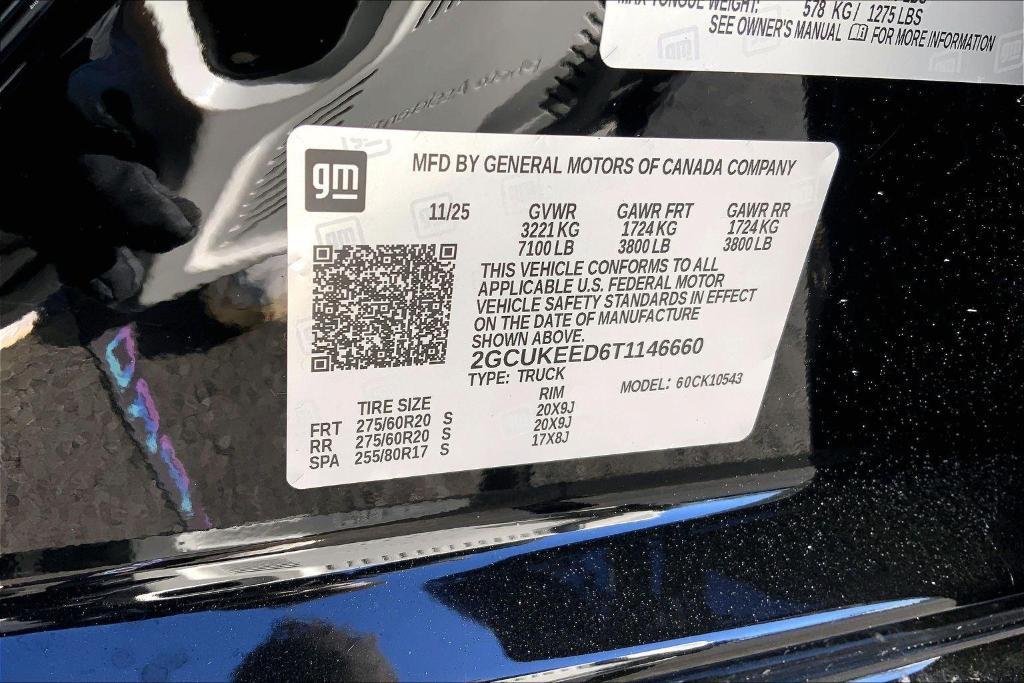 MAX TONGUE WEIGHT: 578 KG/ 1275 LBS
SEE OWNER'S MANUAL FOR MORE INFORMATION
gm
MFD BY GENERAL MOTORS OF CANADA COMPANY
11/25 GVWR GAWR FRT GAWR RR
3221 KG 1724 KG 1724 KG
7100 LB 3800 LB 3800 LB
THIS VEHICLE CONFORMS TO ALL
APPLICABLE U.S. FEDERAL MOTOR
VEHICLE SAFETY STANDARDS IN EFFECT
ON THE DATE OF MANUFACTURE
SHOWN ABOVE.
2GCUKEED6T1146660
TYPE: TRUCK MODEL: 60CK10543
TIRE SIZE RIM
FRT 275/60R20 S 20X9J
RR 275/60R20 S 20X9J
SPA 255/80R17 S 17X8J